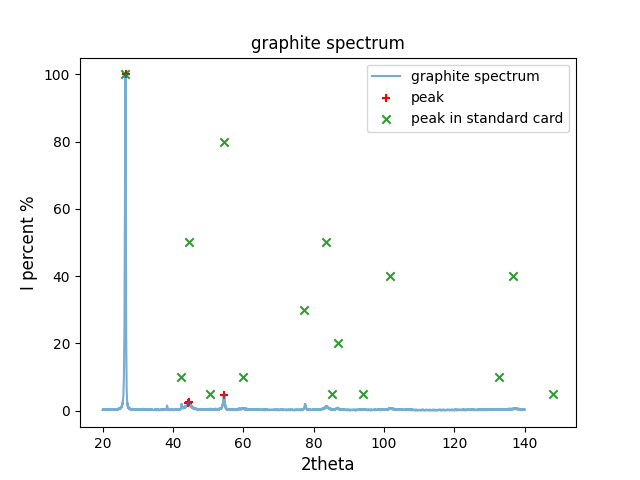 graphite spectrum
graphite spectrum
peak
peak in standard card
I percent %
100
80
60
40
20
0
20 40 60 80 100 120 140
2theta